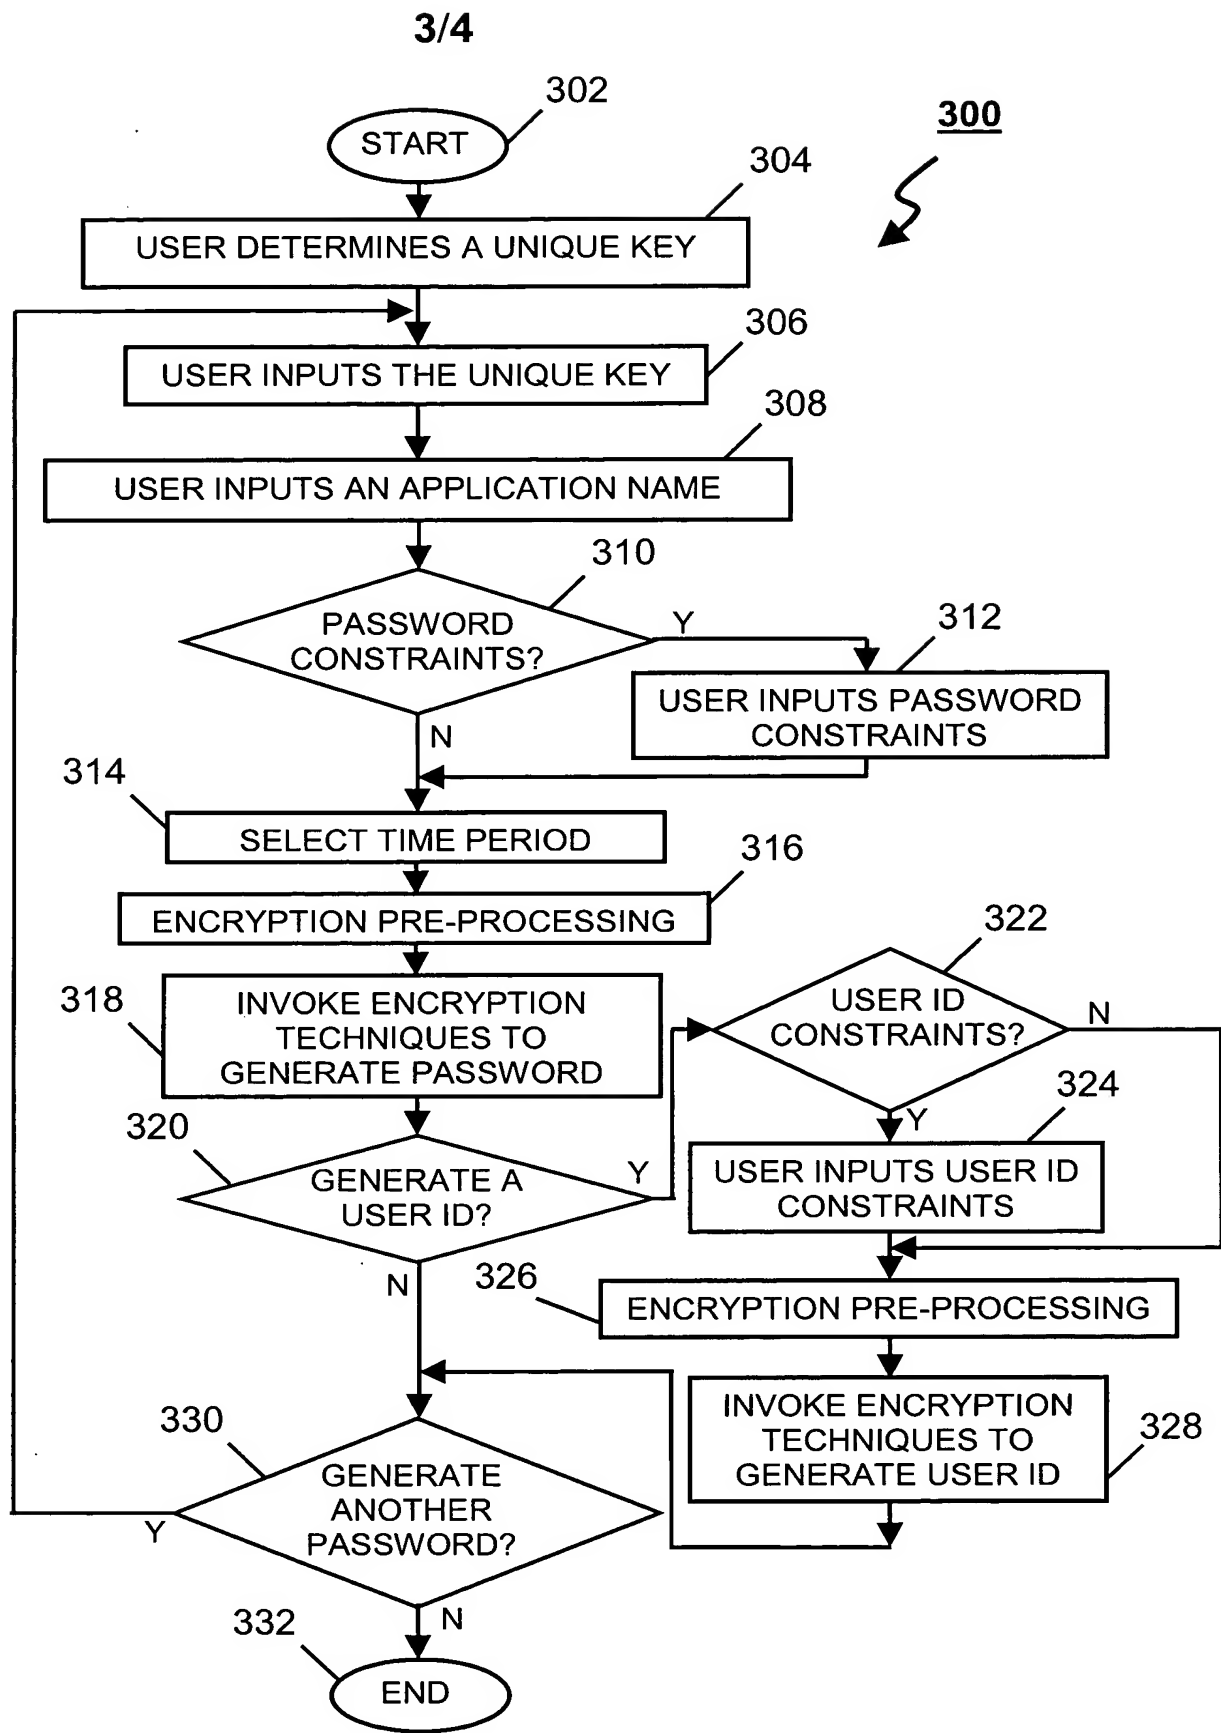 3/4
302
START
300
304
USER DETERMINES A UNIQUE KEY
306
USER INPUTS THE UNIQUE KEY
308
USER INPUTS AN APPLICATION NAME
310
PASSWORD
CONSTRAINTS?
Y
312
USER INPUTS PASSWORD
CONSTRAINTS
N
314
SELECT TIME PERIOD
316
ENCRYPTION PRE-PROCESSING
318
INVOKE ENCRYPTION
TECHNIQUES TO
GENERATE PASSWORD
320
GENERATE A
USER ID?
Y
N
322
USER ID
CONSTRAINTS?
N
Y
324
USER INPUTS USER ID
CONSTRAINTS
326
ENCRYPTION PRE-PROCESSING
INVOKE ENCRYPTION
TECHNIQUES TO
GENERATE USER ID
328
330
GENERATE
ANOTHER
PASSWORD?
Y
N
332
END